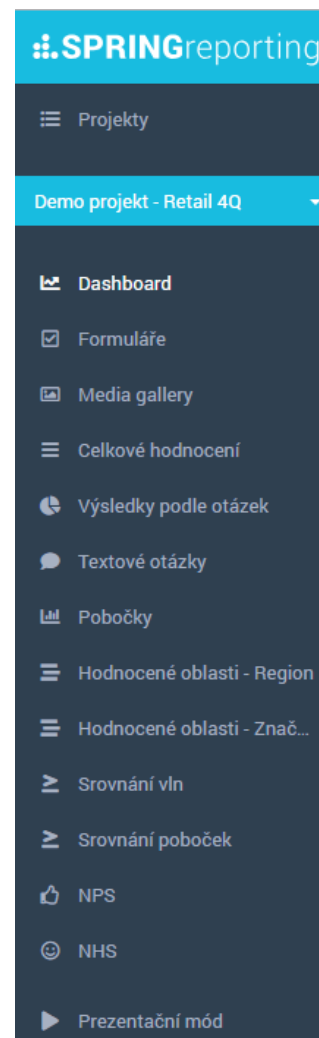 SPRINGreporting
Projekty
Demo projekt - Retail 4Q
Dashboard
Formuláře
Media gallery
Celkové hodnocení
Výsledky podle otázek
Textové otázky
Pobočky
Hodnocené oblasti - Region
Hodnocené oblasti - Znač...
Srovnání vln
Srovnání poboček
NPS
NHS
Prezentační mód